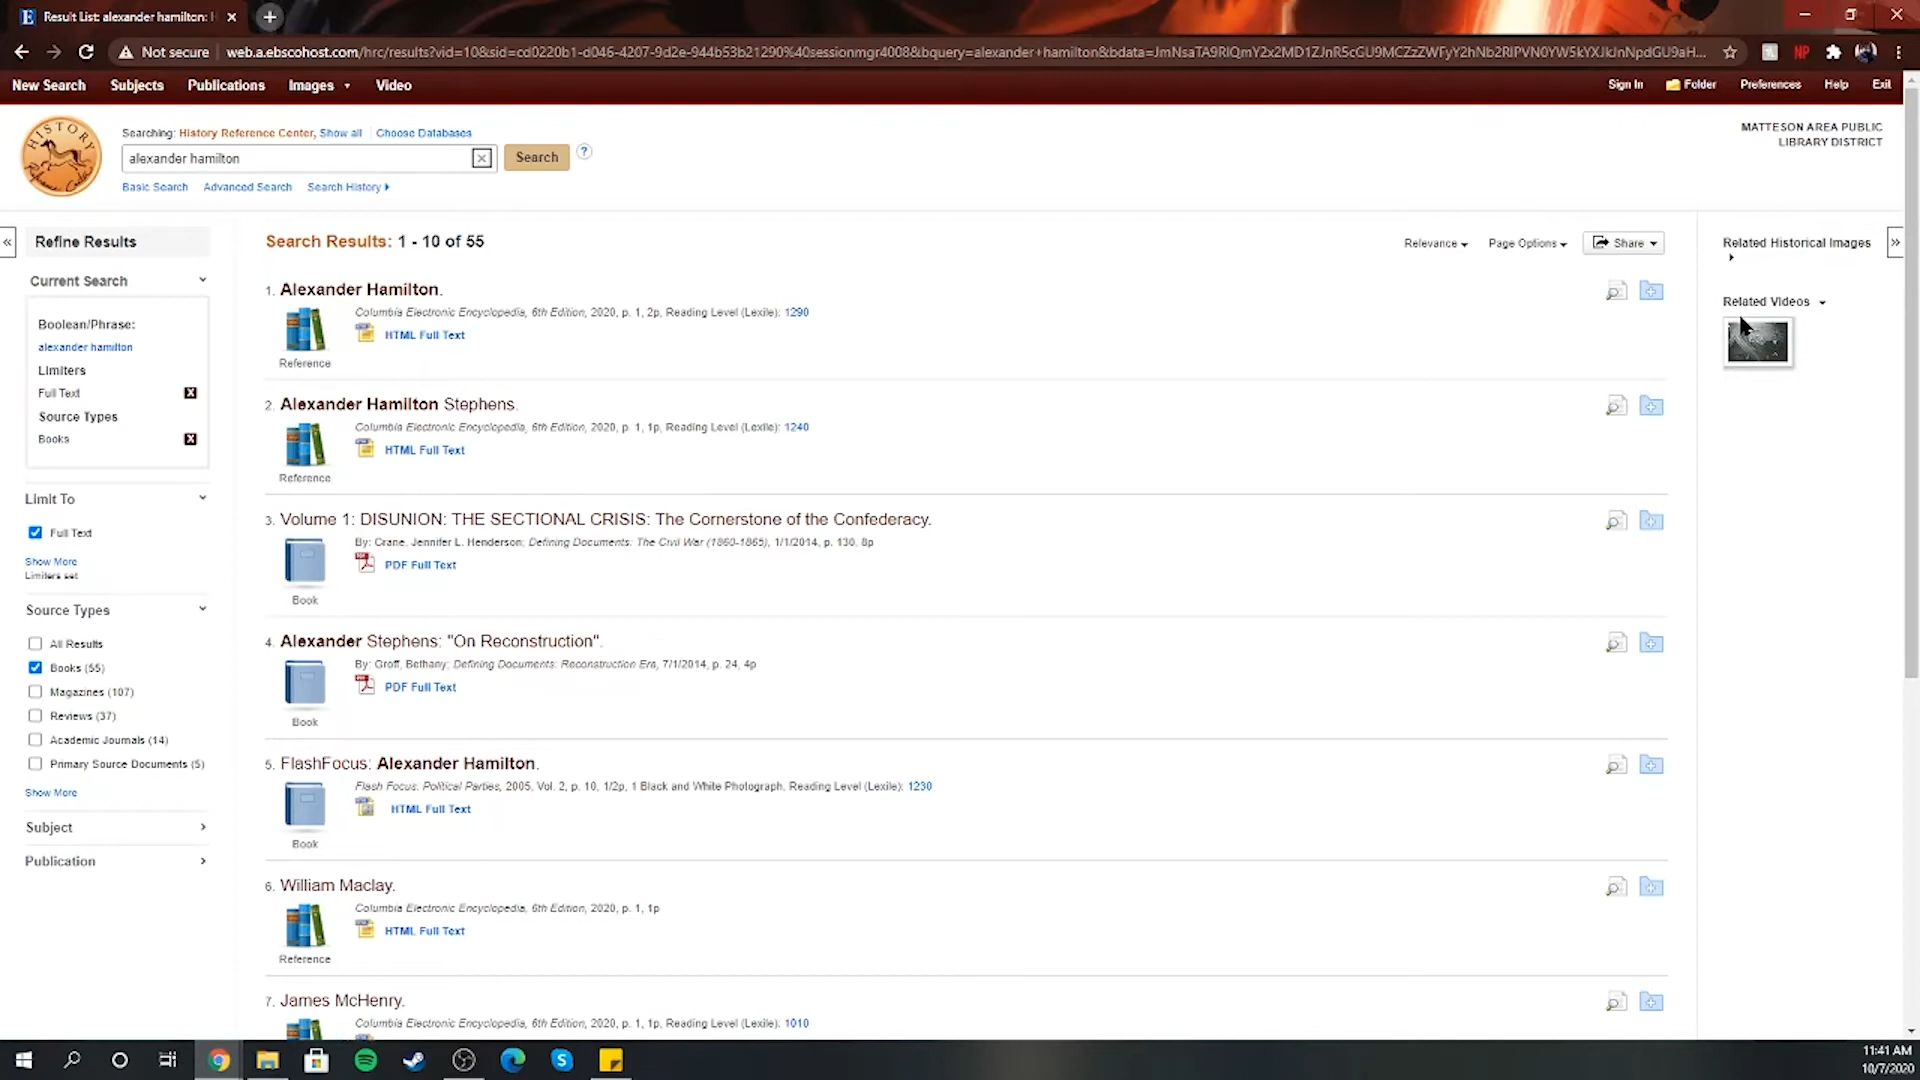 Result List: alexander hamilton: H
Not secure
web.a.ebscohost.com/hrc/results?vid=10&sid=cd0220b1-d046-4207-9d2e-944b53b21290%40sessionmgr4008&bquery=alexander+hamilton&bdata=
NP
New Search
Subjects
Publications
Images
Video
Sign In
Folder
Preferences
Help
Exit
HISTORY
Reference Center
Searching: History Reference Center, Show all
Choose Databases
MATTESON AREA PUBLIC
LIBRARY DISTRICT
alexander hamilton
Search
?
Basic Search
Advanced Search
Search History
Refine Results
Current Search
Boolean/Phrase:
alexander hamilton
Limiters
Full Text
Source Types
Books
Limit To
Full Text
Show More
Limiters set
Source Types
All Results
Books (55)
Magazines (107)
Reviews (37)
Academic Journals (14)
Primary Source Documents (5)
Show More
Subject
Publication
Search Results: 1 - 10 of 55
Relevance
Page Options
Share
1. Alexander Hamilton.
Columbia Electronic Encyclopedia, 6th Edition, 2020, p. 1, 2p, Reading Level (Lexile): 1290
HTML Full Text
Reference
2. Alexander Hamilton Stephens.
Columbia Electronic Encyclopedia, 6th Edition, 2020, p. 1, 1p, Reading Level (Lexile): 1240
HTML Full Text
Reference
3. Volume 1: DISUNION: THE SECTIONAL CRISIS: The Cornerstone of the Confederacy.
By: Crane, Jennifer L. Henderson; Defining Documents: The Civil War (1860-1865), 1/1/2014, p. 130, 8p
PDF Full Text
Book
4. Alexander Stephens: "On Reconstruction".
By: Groff, Bethany; Defining Documents: Reconstruction Era, 7/1/2014, p. 24, 4p
PDF Full Text
Book
5. FlashFocus: Alexander Hamilton.
Flash Focus: Political Parties, 2005, Vol. 2, p. 10, 1/2p, 1 Black and White Photograph, Reading Level (Lexile): 1230
HTML Full Text
Book
6. William Maclay.
Columbia Electronic Encyclopedia, 6th Edition, 2020, p. 1, 1p
HTML Full Text
Reference
7. James McHenry.
Columbia Electronic Encyclopedia, 6th Edition, 2020, p. 1, 1p, Reading Level (Lexile): 1010
Related Historical Images
Related Videos
11:41 AM
10/7/2020